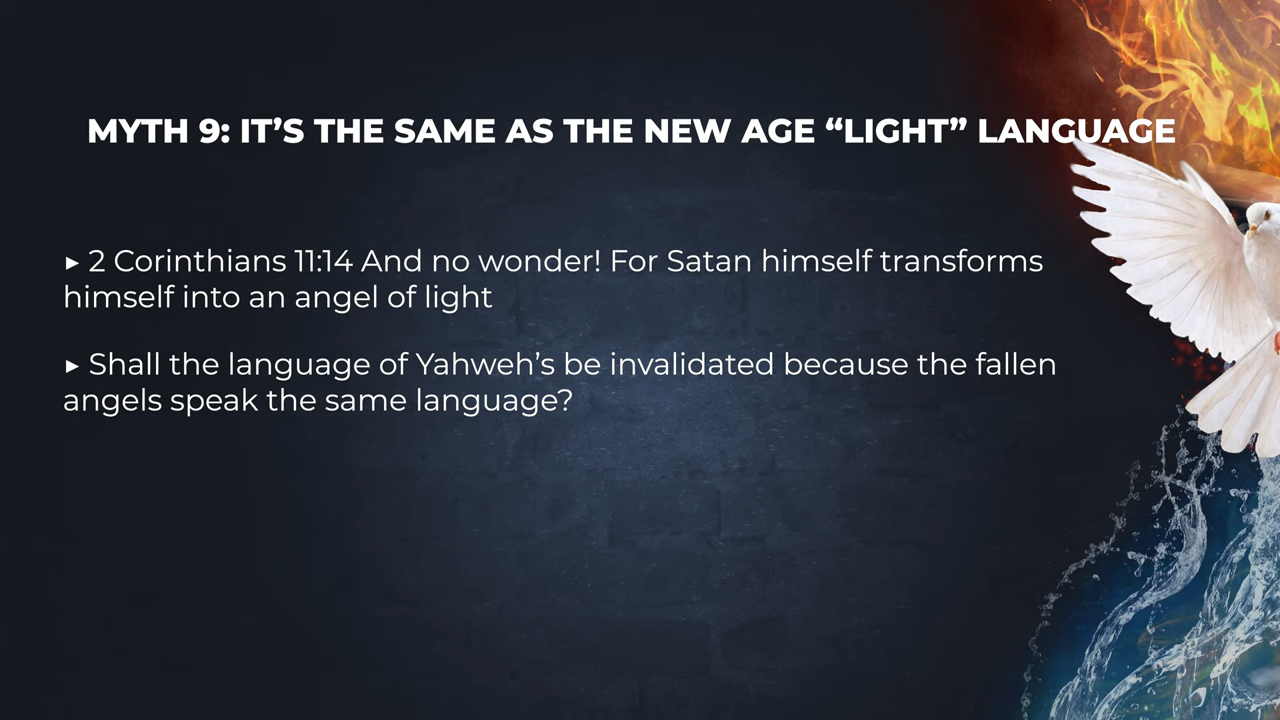 MYTH 9: IT’S THE SAME AS THE NEW AGE “LIGHT” LANGUAGE
▸ 2 Corinthians 11:14 And no wonder! For Satan himself transforms
himself into an angel of light
▸ Shall the language of Yahweh’s be invalidated because the fallen
angels speak the same language?